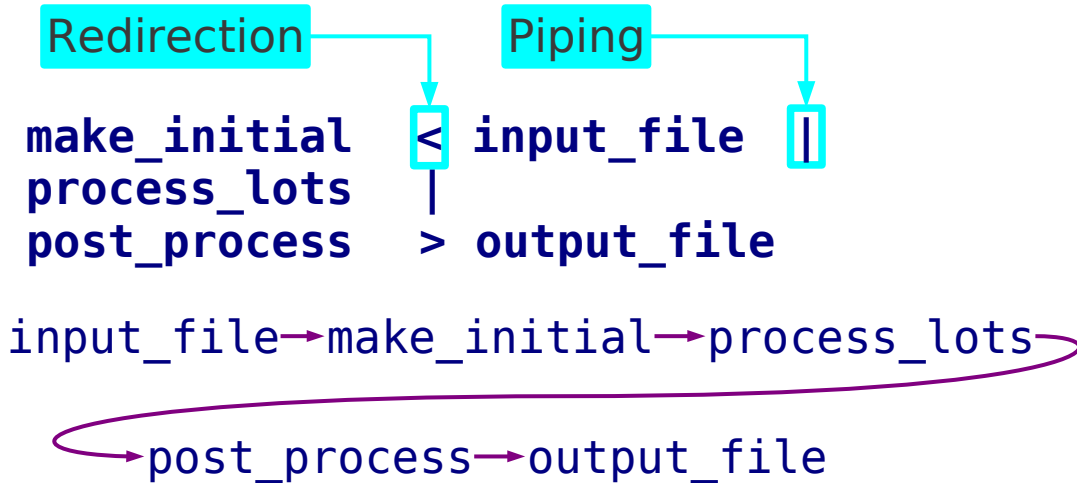 Redirection Piping
make_initial < input_file |
process_lots |
post_process > output_file
input_file make_initial process_lots
post_process output_file